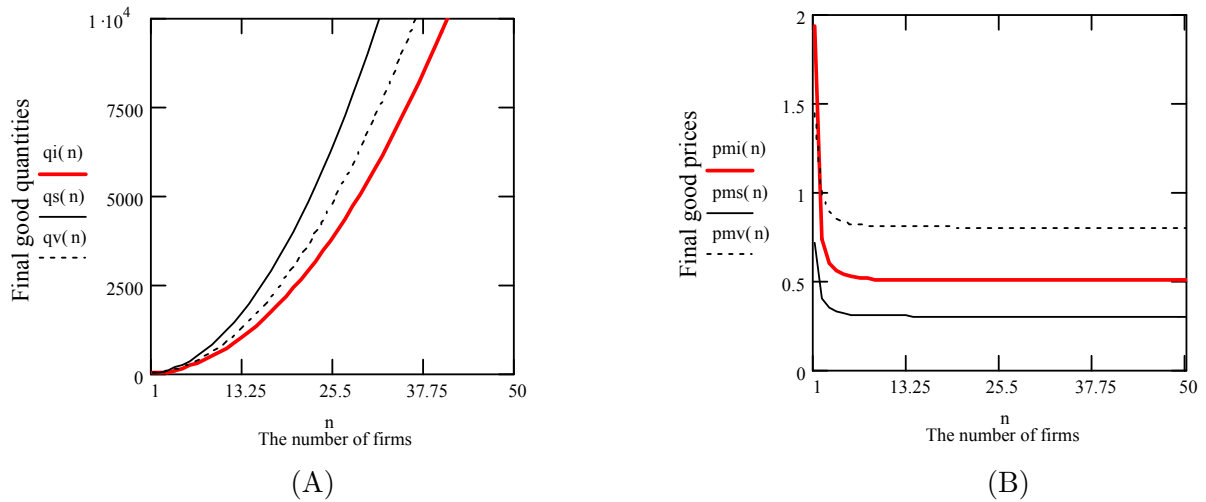 1·10⁴
7500
5000
2500
0
Final good quantities
qi( n)
qs( n)
qv( n)
1
13.25
25.5
37.75
50
n
The number of firms
(A)
2
1.5
1
0.5
0
Final good prices
pmi( n)
pms( n)
pmv( n)
1
13.25
25.5
37.75
50
n
The number of firms
(B)